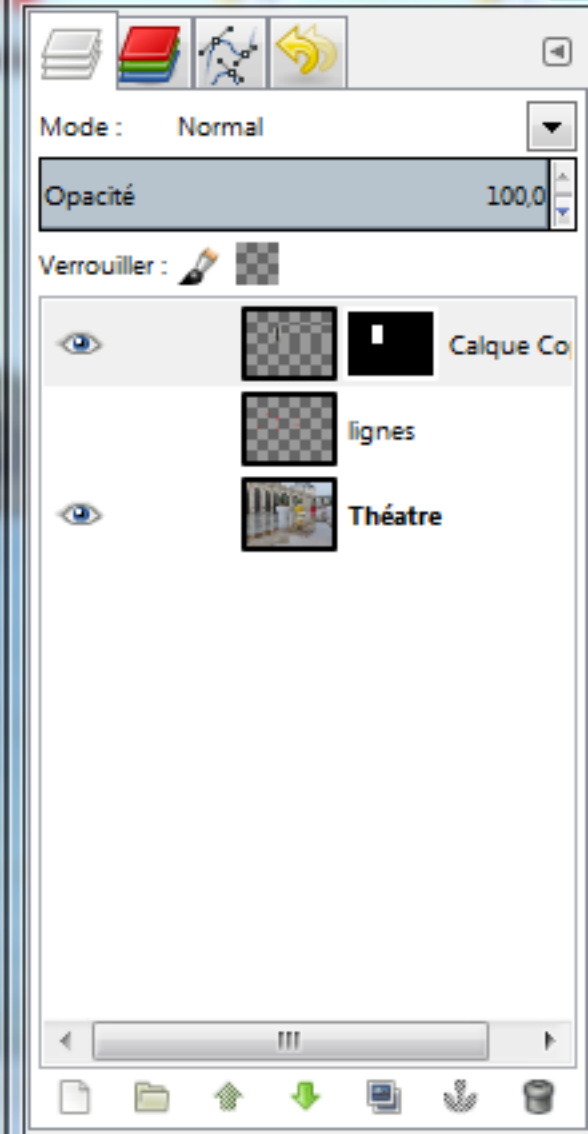 Mode : Normal
Opacité 100,0
Verrouiller :
Calque Co
lignes
Théatre